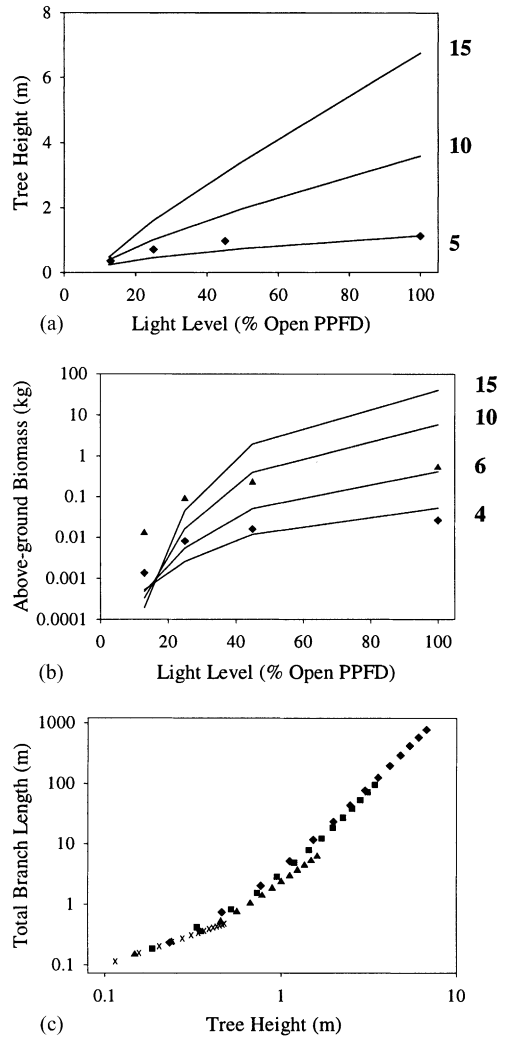 8
15
6
4
10
2
5
0
0 20 40 60 80 100
Tree Height (m)
(a) Light Level (% Open PPFD)
100
15
10
10
1
6
0.1
4
0.01
0.001
0.0001
0 20 40 60 80 100
Above-ground Biomass (kg)
(b) Light Level (% Open PPFD)
1000
100
10
1
0.1
0.1 1 10
Total Branch Length (m)
(c) Tree Height (m)